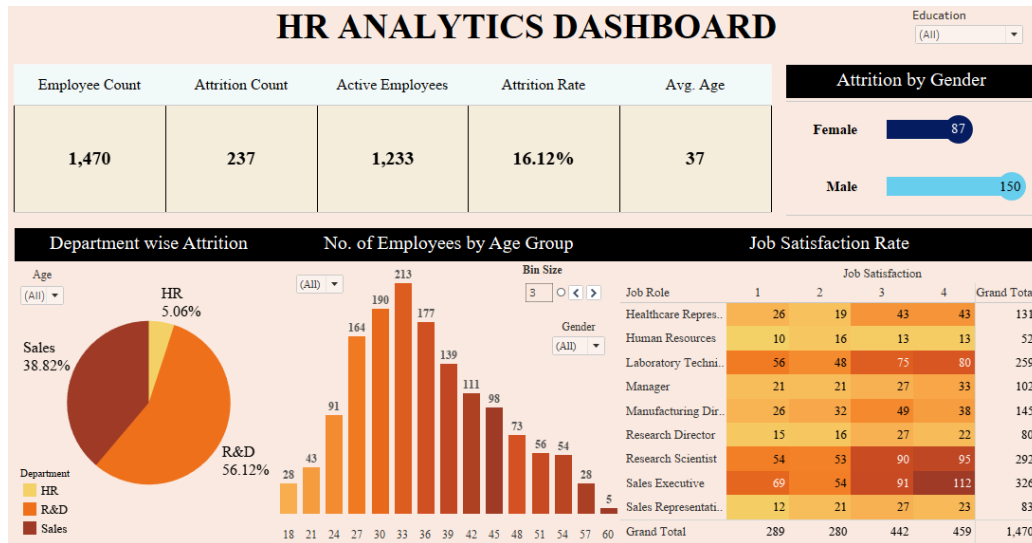 HR ANALYTICS DASHBOARD
Education
(All)
Employee Count Attrition Count Active Employees Attrition Rate Avg. Age
1,470 237 1,233 16.12% 37
Attrition by Gender
Female 87
Male 150
Department wise Attrition
Age
(All)
HR
5.06%
Sales
38.82%
R&D
56.12%
Department
HR
R&D
Sales
No. of Employees by Age Group
(All)
Bin Size
3
Gender
(All)
28 43 91 164 190 213 177 139 111 98 73 56 54 28 5
18 21 24 27 30 33 36 39 42 45 48 51 54 57 60
Job Satisfaction Rate
Job Satisfaction
Job Role 1 2 3 4 Grand Tota
Healthcare Repres.. 26 19 43 43 131
Human Resources 10 16 13 13 52
Laboratory Techni.. 56 48 75 80 259
Manager 21 21 27 33 102
Manufacturing Dir.. 26 32 49 38 145
Research Director 15 16 27 22 80
Research Scientist 54 53 90 95 292
Sales Executive 69 54 91 112 326
Sales Representati.. 12 21 27 23 83
Grand Total 289 280 442 459 1,470